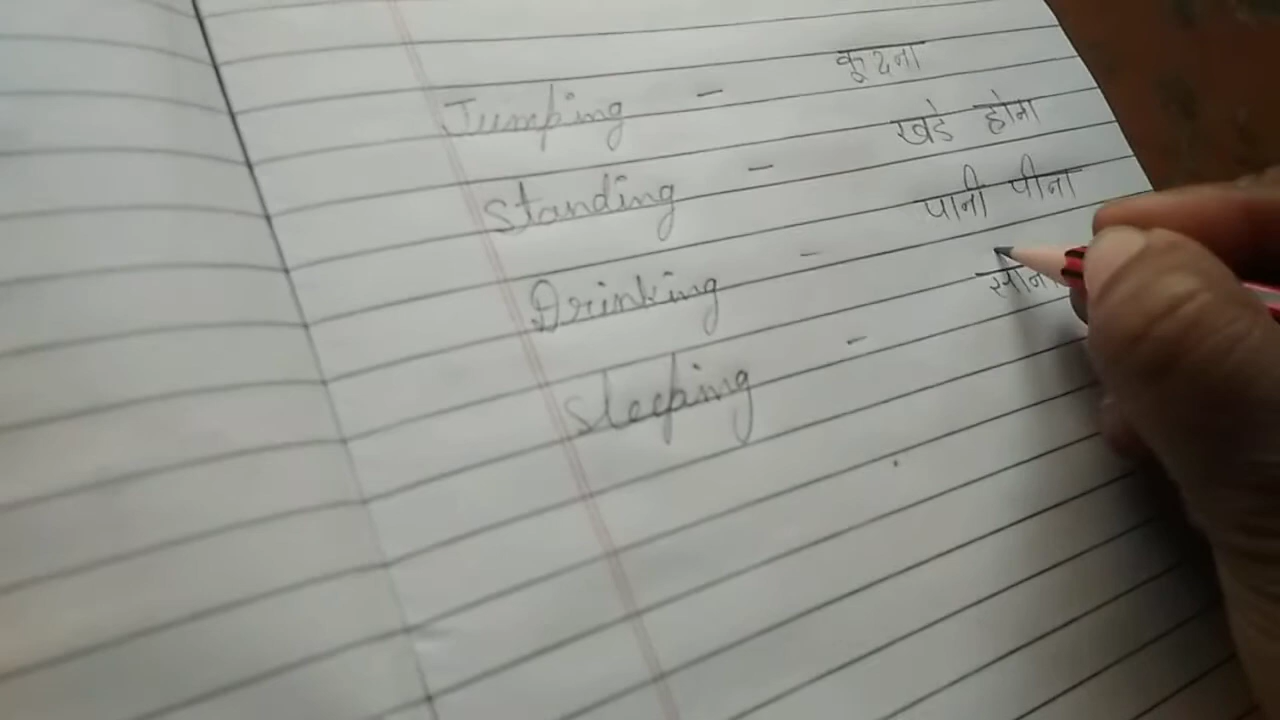 Jumping - कूदना
Standing - खडे होना
Drinking - पानी पीना
Sleeping - सोना